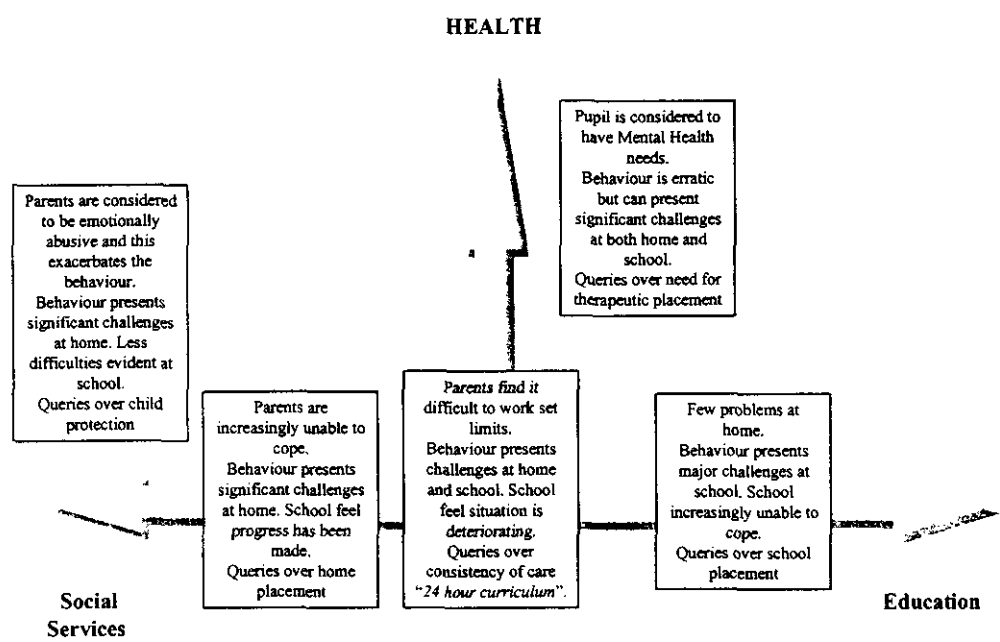 HEALTH
Pupil is considered to
have Mental Health
needs.
Behaviour is erratic
but can present
significant challenges
at both home and
school.
Queries over need for
therapeutic placement
Parents are considered
to be emotionally
abusive and this
exacerbates the
behaviour.
Behaviour presents
significant challenges
at home. Less
difficulties evident at
school.
Queries over child
protection
Parents are
increasingly unable to
cope.
Behaviour presents
significant challenges
at home. School feel
progress has been
made.
Queries over home
placement
Parents find it
difficult to work set
limits.
Behaviour presents
challenges at home
and school. School
feel situation is
deteriorating.
Queries over
consistency of care
“24 hour curriculum”.
Few problems at
home.
Behaviour presents
major challenges at
school. School
increasingly unable to
cope.
Queries over school
placement
Social
Services
Education